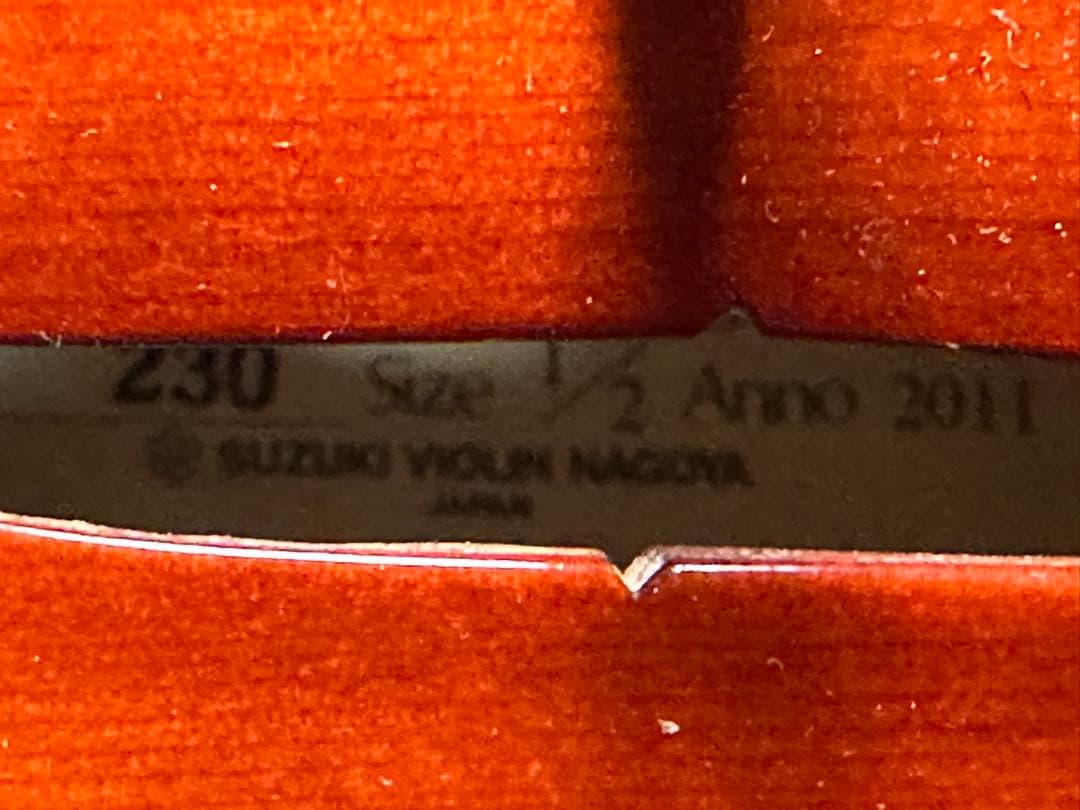 230 Size 1/2 Anno 2011
SUZUKI VIOLIN NAGOYA
JAPAN